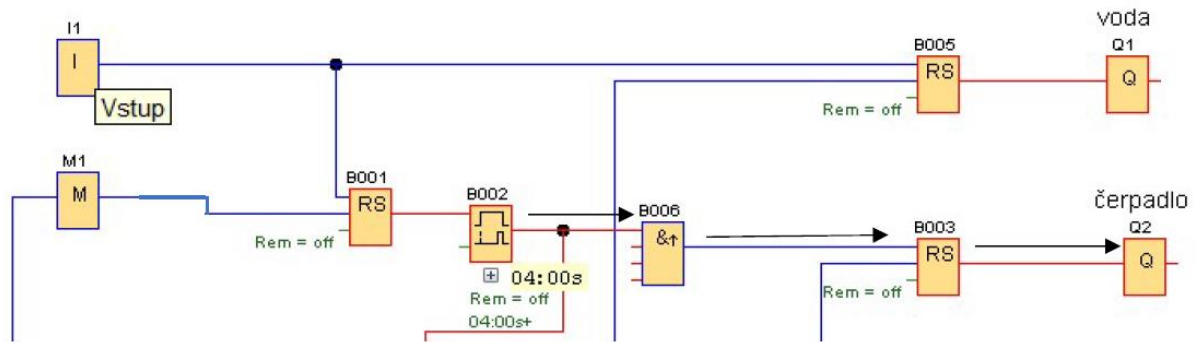 voda
I1
B005
Q1
I
RS
Q
Vstup
Rem = off
M1
B001
B002
B006
čerpadlo
M
RS
&↑
B003
Q2
Rem = off
RS
Q
04:00s
Rem = off
04:00s+
Rem = off